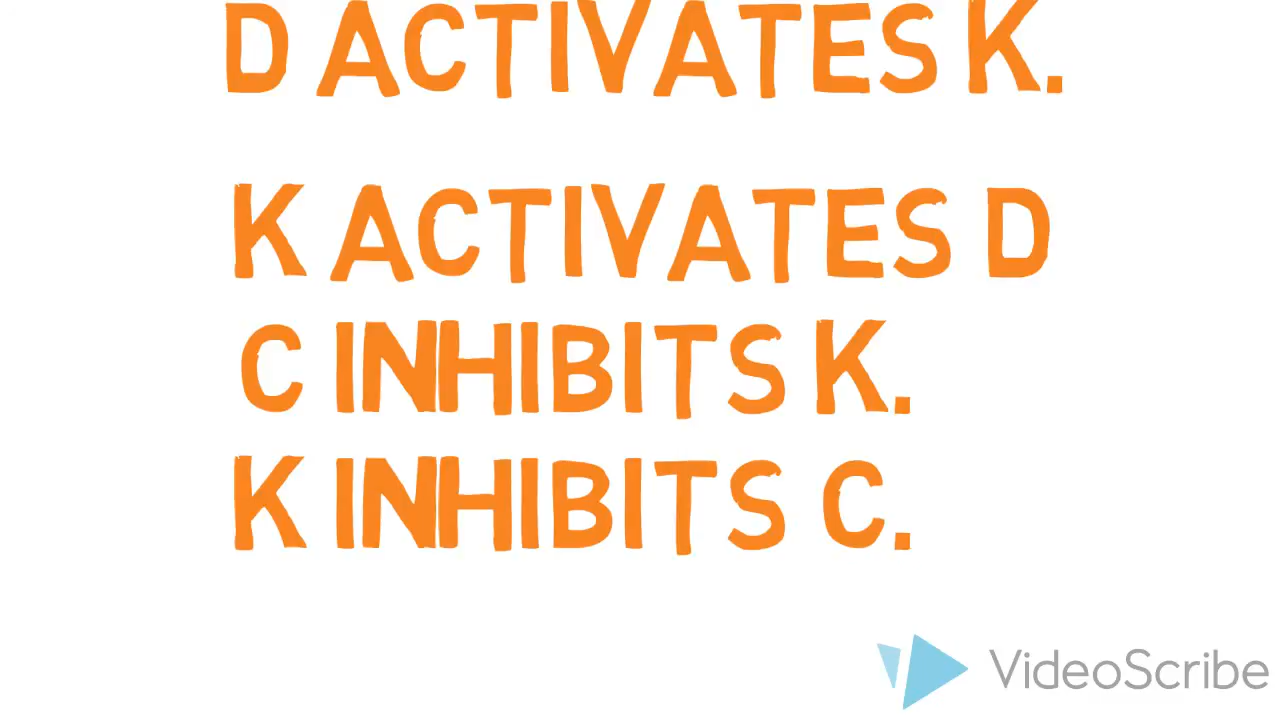 D ACTIVATES K.
K ACTIVATES D
C INHIBITS K.
K INHIBITS C.
VideoScribe